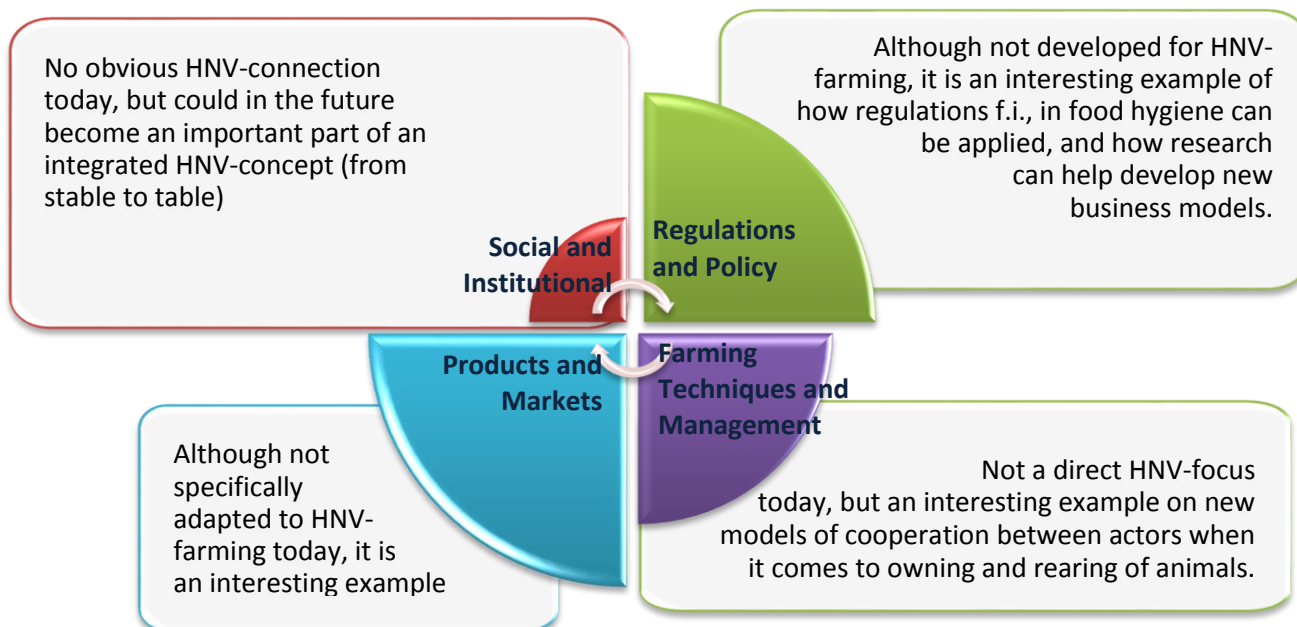 No obvious HNV-connection
today, but could in the future
become an important part of an
integrated HNV-concept (from
stable to table)
Although not developed for HNV-
farming, it is an interesting example of
how regulations f.i., in food hygiene can
be applied, and how research
can help develop new
business models.
Social and
Institutional
Regulations
and Policy
Products and
Markets
Farming
Techniques and
Management
Although not
specifically
adapted to HNV-
farming today, it is
an interesting example
Not a direct HNV-focus
today, but an interesting example on new
models of cooperation between actors when
it comes to owning and rearing of animals.